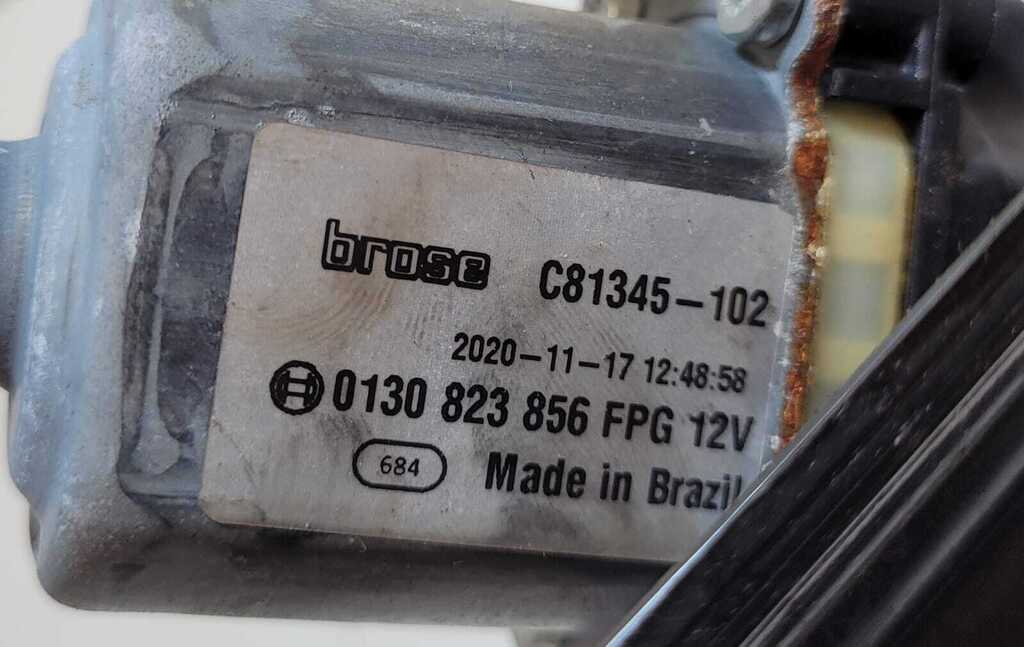 brose C81345-102
2020-11-17 12:48:58
0130 823 856 FPG 12V
684 Made in Brazil